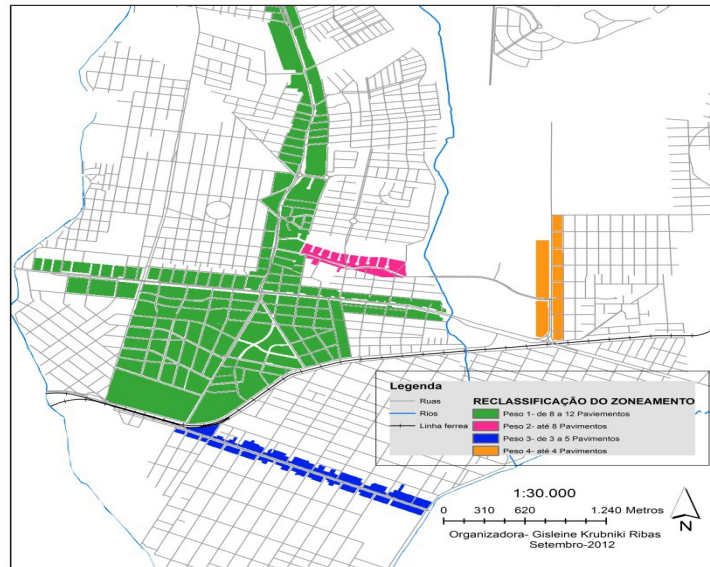 Legenda
Ruas
Rios
Linha ferrea
RECLASSIFICAÇÃO DO ZONEAMENTO
Peso 1- de 8 a 12 Paviementos
Peso 2- até 8 Pavimentos
Peso 3- de 3 a 5 Pavimentos
Peso 4- até 4 Pavimentos
1:30.000
0 310 620 1.240 Metros
N
Organizadora- Gisleine Krubniki Ribas
Setembro-2012